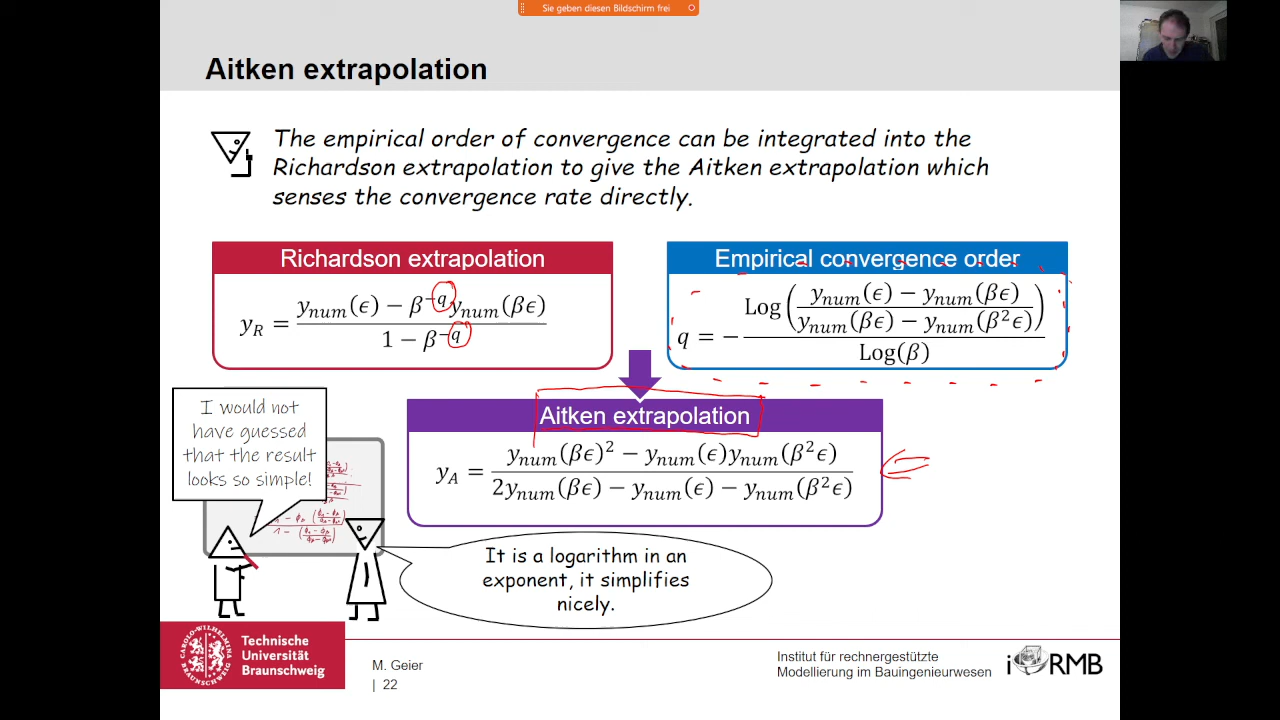 Sie geben diesen Bildschirm frei
Aitken extrapolation
The empirical order of convergence can be integrated into the
Richardson extrapolation to give the Aitken extrapolation which
senses the convergence rate directly.
Richardson extrapolation
y_R = (y_num(ϵ) − β^−q y_num(βϵ)) / (1 − β^−q)
Empirical convergence order
q = − Log((y_num(ϵ) − y_num(βϵ)) / (y_num(βϵ) − y_num(β²ϵ))) / Log(β)
Aitken extrapolation
y_A = (y_num(βϵ)² − y_num(ϵ)y_num(β²ϵ)) / (2y_num(βϵ) − y_num(ϵ) − y_num(β²ϵ))
I would not
have guessed
that the result
looks so simple!
It is a logarithm in an
exponent, it simplifies
nicely.
CAROLO-WILHELMINA
BRAUNSCHWEIG
Technische
Universität
Braunschweig
M. Geier
| 22
Institut für rechnergestützte
Modellierung im Bauingenieurwesen
iRMB